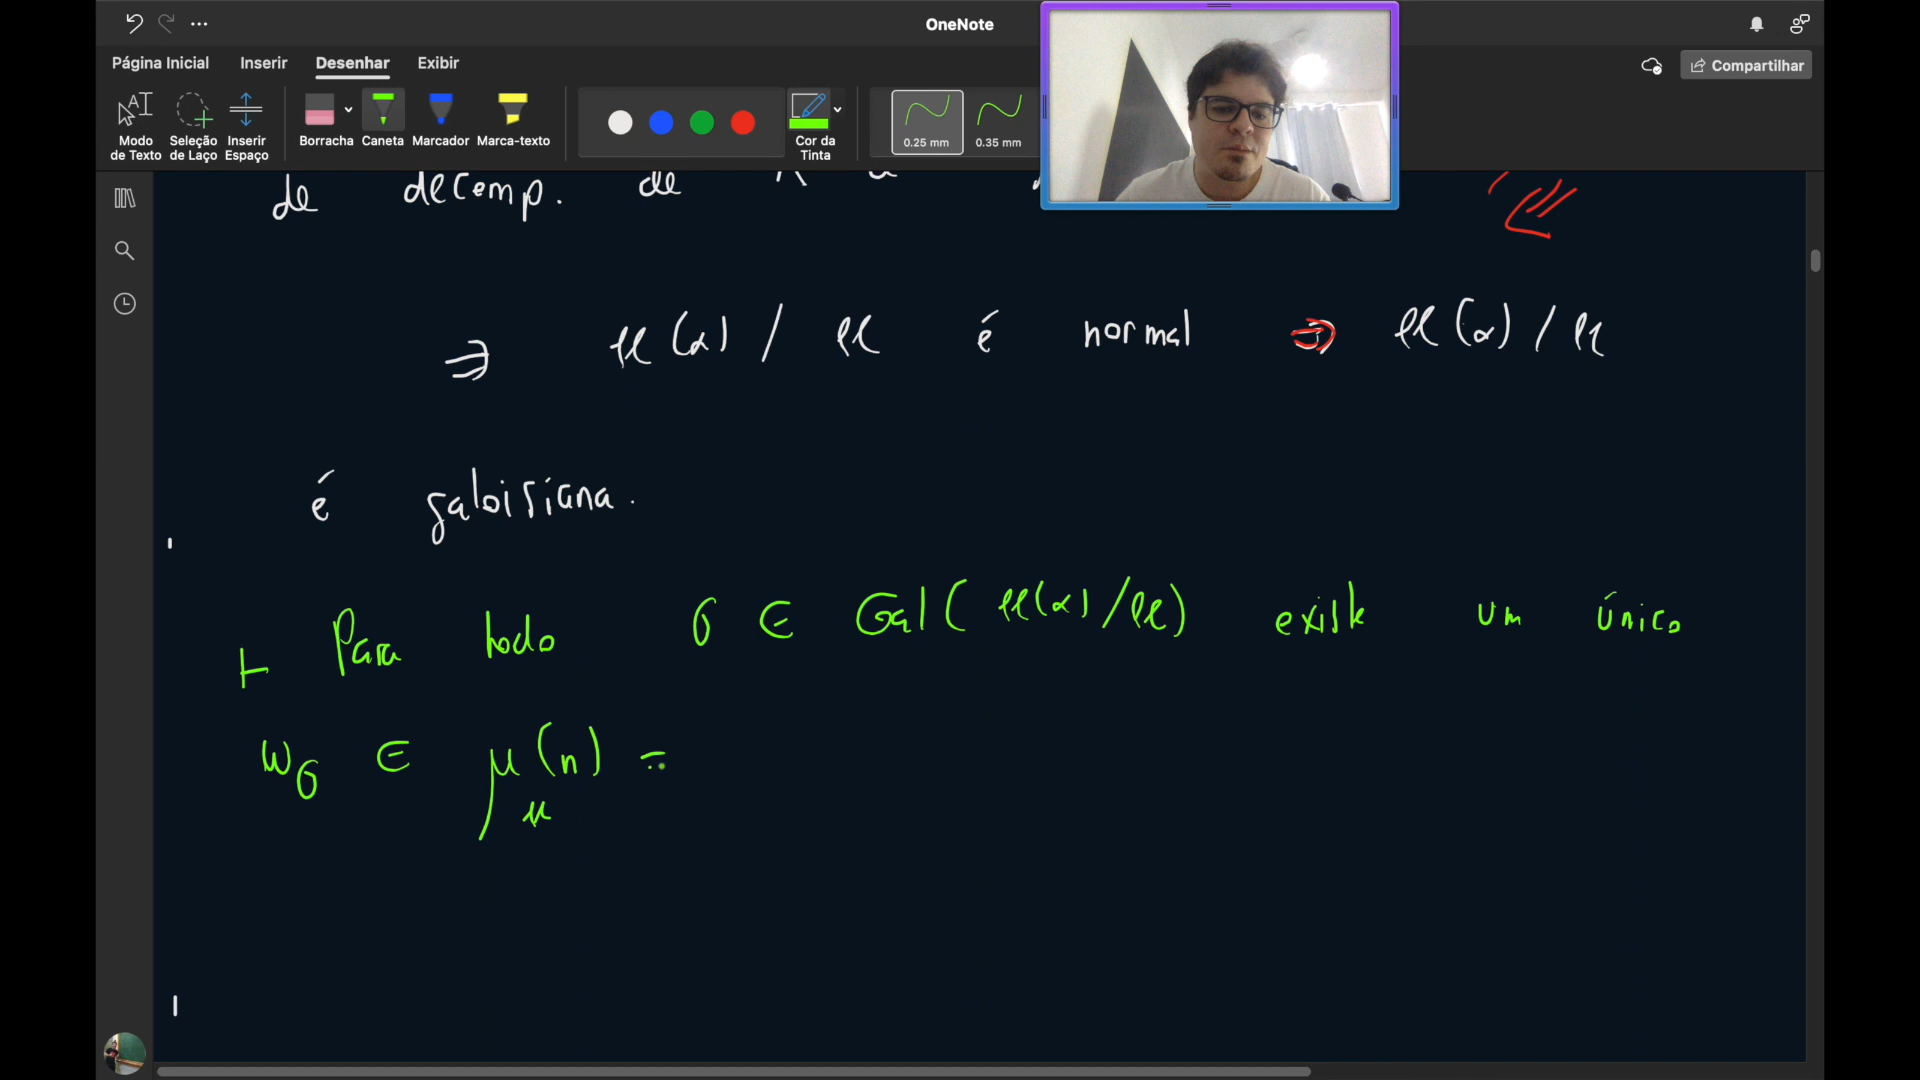 OneNote
Página Inicial Inserir Desenhar Exibir
Compartilhar
Modo de Texto Seleção de Laço Inserir Espaço Borracha Caneta Marcador Marca-texto Cor da Tinta 0.25 mm 0.35 mm
de decomp. de
⇒ k(α) / k é normal ⇒ k(α) / k
é galoisiana.
⊢ Para todo σ ∈ Gal( k(α) / k ) existe um único
ω_σ ∈ μ_k(n) =